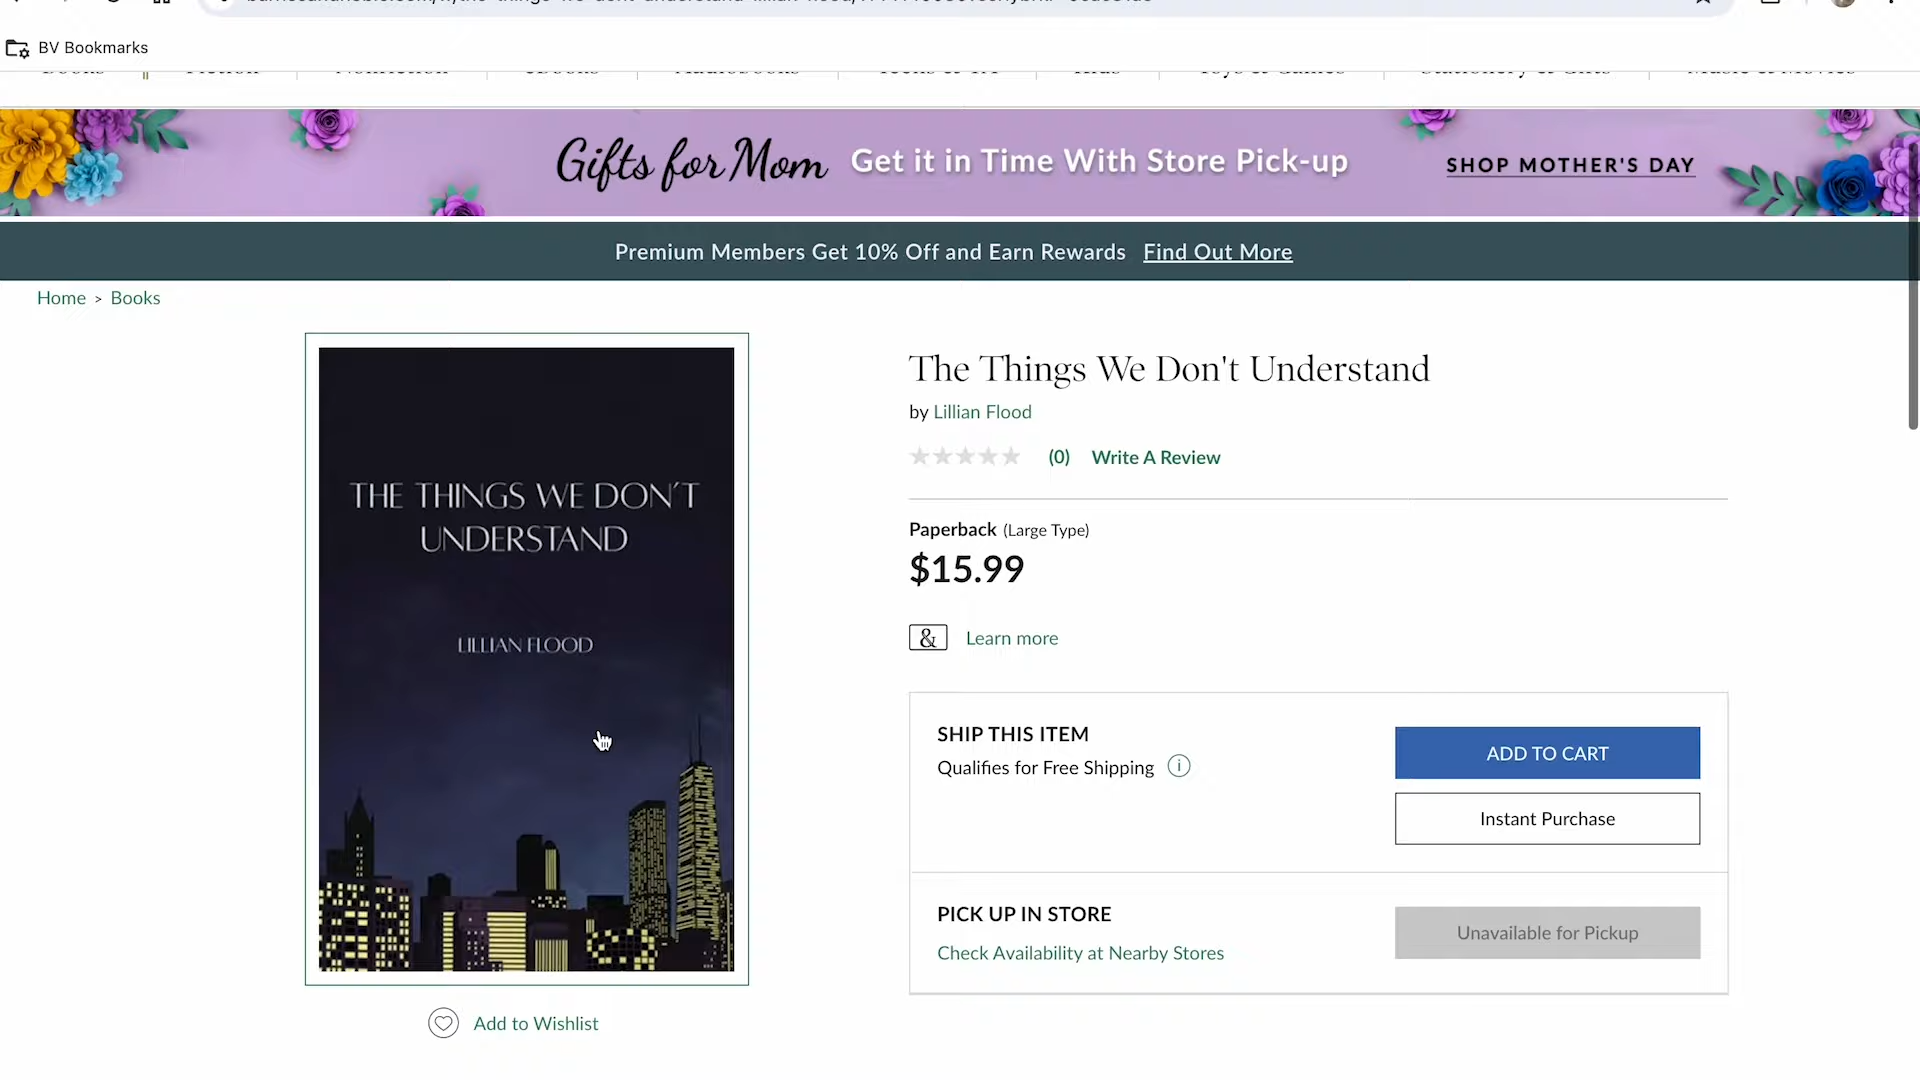 BV Bookmarks
Gifts for Mom Get it in Time With Store Pick-up SHOP MOTHER'S DAY
Premium Members Get 10% Off and Earn Rewards Find Out More
Home > Books
THE THINGS WE DON'T
UNDERSTAND
LILLIAN FLOOD
Add to Wishlist
The Things We Don't Understand
by Lillian Flood
(0) Write A Review
Paperback (Large Type)
$15.99
& Learn more
SHIP THIS ITEM
Qualifies for Free Shipping i
ADD TO CART
Instant Purchase
PICK UP IN STORE
Check Availability at Nearby Stores
Unavailable for Pickup